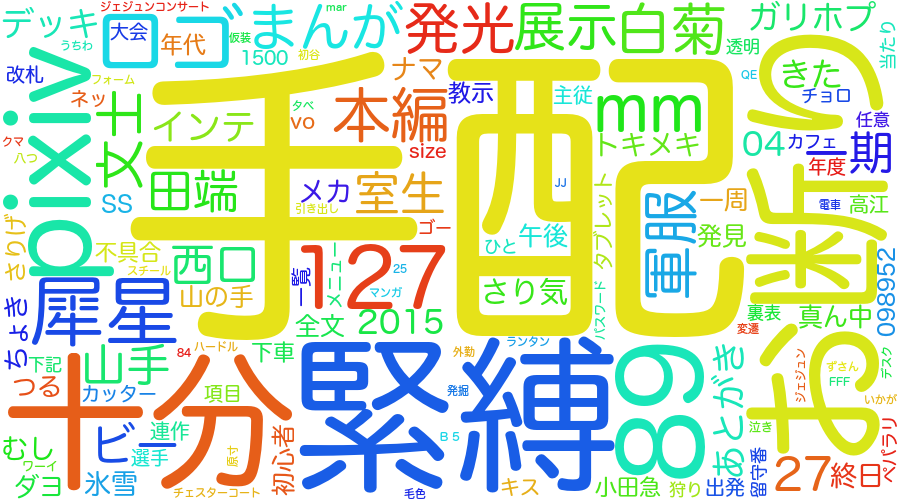 ジェジュンコンサート
mar
デッキ
うちわ
大会
ロゴ
年代
仮装
1500
初谷
まんが
発光
展示
白菊
ガリホプ
透明
当たり
改札
フォーム
ネッ
pixiv
文士
クマ
八つ
インテ
タベ
vo
ナマ
本編
size
教示
主従
mm
QE
きた
チョロ
任意
04
カフェ
一期
トキメキ
年度
手配
お断り
SS
田端
メカ
室生
引き出し
ゴー
JJ
タブレット
軍服
一周
電車
高江
さりげ
不具合
スチール
西口
一覧
メニュー
127
25
マンガ
ひと
午後
さり気
発見
098952
山の手
全文
2015
パスワード
裏表
変遷
真ん中
ちょき
犀星
下記
山手
84
ハードル
下車
外勤
ランタン
緊縛
89
あとがき
ジェジュン
ずさん
FFF
デスク
つる
カッター
項目
十分
発掘
いかが
むし
ワーイ
ビー
連作
選手
原寸
初心者
B5
泣き
ペパラリ
ダヨ
氷雪
チェスターコート
毛色
キス
小田急
狩り
出発
留守番
27
終日